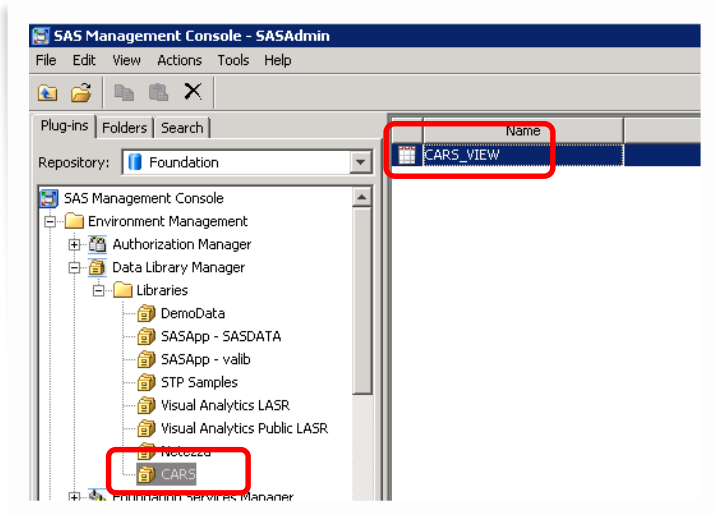 SAS Management Console - SASAdmin
File Edit View Actions Tools Help
Plug-ins Folders Search
Repository: Foundation
SAS Management Console
Environment Management
Authorization Manager
Data Library Manager
Libraries
DemoData
SASApp - SASDATA
SASApp - valib
STP Samples
Visual Analytics LASR
Visual Analytics Public LASR
Netezza
CARS
Foundation Services Manager
Name
CARS_VIEW